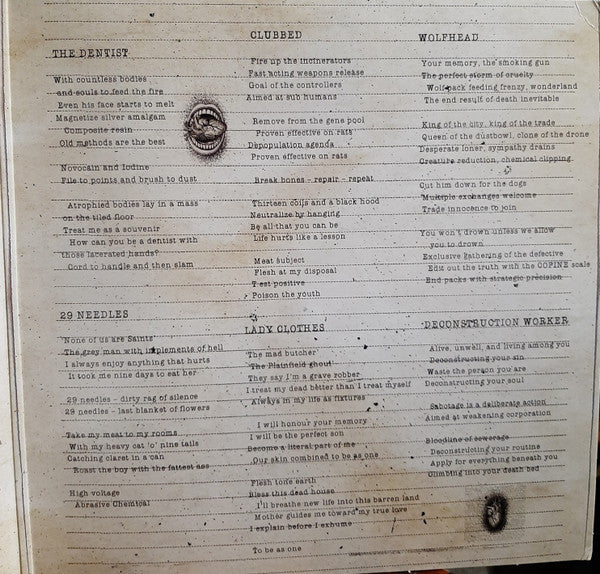 THE DENTIST
With countless bodies
and souls to feed the fire
Even his face starts to melt
Magnetize silver amalgam
Composite resin
Old methods are the best
Novocain and Iodine
File to points and brush to dust
Atrophied bodies lay in a mass
on the tiled floor
Treat me as a souvenir
How can you be a dentist with
those lacerated hands?
Cord to handle and then slam
29 NEEDLES
'None of us are Saints'
The grey man with implements of hell
I always enjoy anything that hurts
It took me nine days to eat her
29 needles - dirty rag of silence
29 needles - last blanket of flowers
Take my meat to my rooms
With my heavy cat 'o' nine tails
Catching claret in a can
Roast the boy with the fattest ass
High voltage
Abrasive Chemical
CLUBBED
Fire up the incinerators
Fast acting weapons release
Goal of the controllers
Aimed at sub humans
Remove from the gene pool
Proven effective on rats
Depopulation agenda
Proven effective on rats
Break bones - repair - repeat
Thirteen coils and a black hood
Neutralize by hanging
Be all that you can be
Life hurts like a lesson
Meat subject
Flesh at my disposal
Test positive
Poison the youth
LADY CLOTHES
'The mad butcher'
'The Plainfield ghoul'
They say I'm a grave robber
I treat my dead better than I treat myself
Always in my life as fixtures
I will honour your memory
I will be the perfect son
Become a literal part of me
Our skin combined to be as one
Flesh tone earth
Bless this dead house
I'll breathe new life into this barren land
Mother guides me toward my true love
I explain before I exhume
To be as one
WOLFHEAD
Your memory, the smoking gun
The perfect storm of cruelty
Wolfpack feeding frenzy, wonderland
The end result of death inevitable
King of the city, king of the trade
Queen of the dustbowl, clone of the drone
Desperate loner, sympathy drains
Creature reduction, chemical clipping
Cut him down for the dogs
Multiple exchanges welcome
Trade innocence to join
You won't drown unless we allow
you to drown
Exclusive gathering of the defective
Edit out the truth with the COPINE scale
End packs with strategic precision
DECONSTRUCTION WORKER
Alive, unwell, and living among you
Deconstructing your sin
Waste the person you are
Deconstructing your soul
Sabotage is a deliberate action
Aimed at weakening corporation
Bloodline of sewerage
Deconstructing your routine
Apply for everything beneath you
Climbing into your death bed